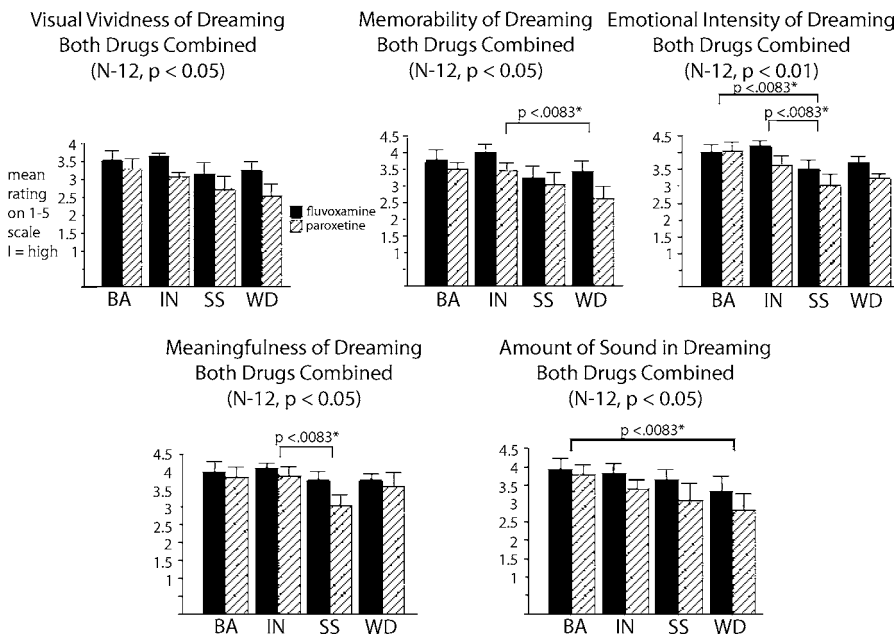 Visual Vividness of Dreaming
Both Drugs Combined
(N-12, p < 0.05)
4
3.5
3
2.5
2
1.5
1
mean
rating
on 1-5
scale
I = high
BA IN SS WD
fluvoxamine
paroxetine
Memorability of Dreaming
Both Drugs Combined
(N-12, p < 0.05)
p <.0083*
4.5
4
3.5
3
2.5
2
1.5
1
BA IN SS WD
Emotional Intensity of Dreaming
Both Drugs Combined
(N-12, p < 0.01)
p <.0083*
p <.0083*
4.5
4
3.5
3
2.5
2
1.5
1
BA IN SS WD
Meaningfulness of Dreaming
Both Drugs Combined
(N-12, p < 0.05)
p <.0083*
4.5
4
3.5
3
2.5
2
1.5
1
BA IN SS WD
Amount of Sound in Dreaming
Both Drugs Combined
(N-12, p < 0.05)
p <.0083*
4.5
4
3.5
3
2.5
2
1.5
1
BA IN SS WD